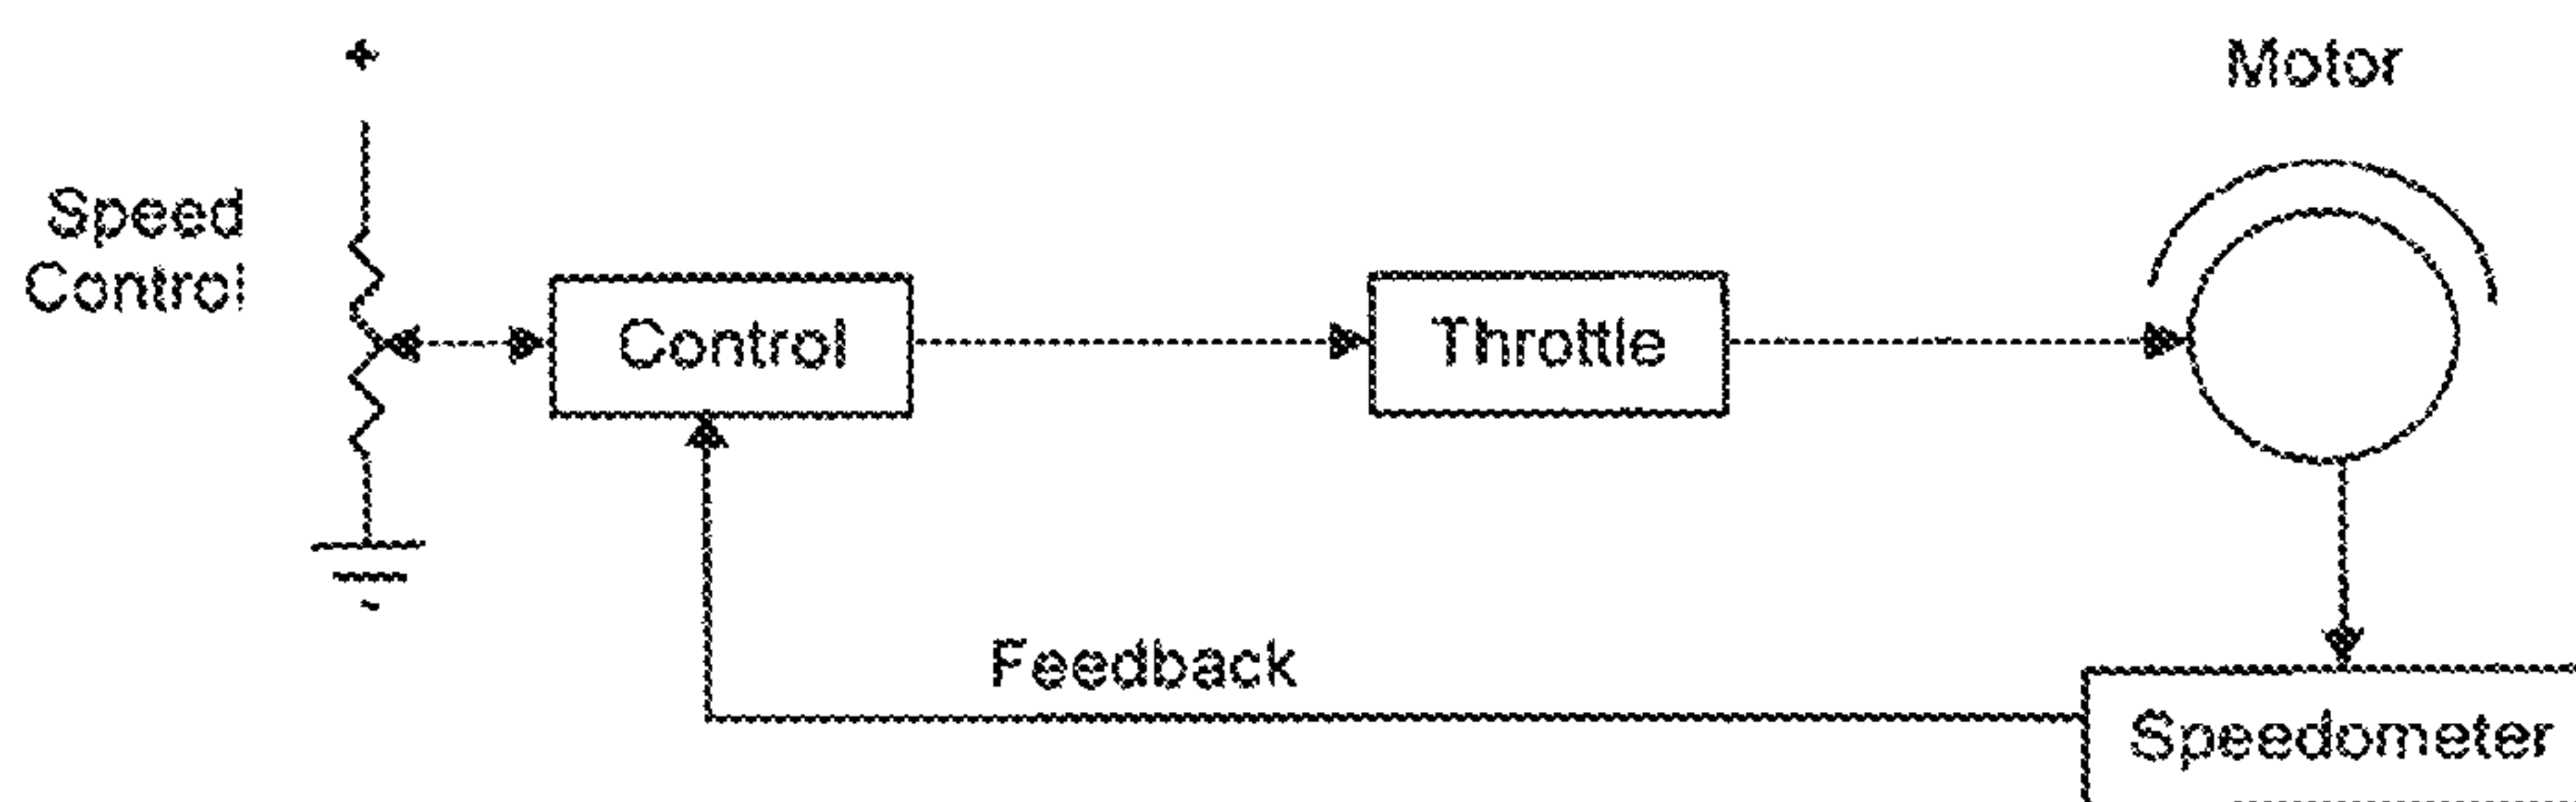 +
Motor
Speed
Control
Control
Throttle
Feedback
Speedometer